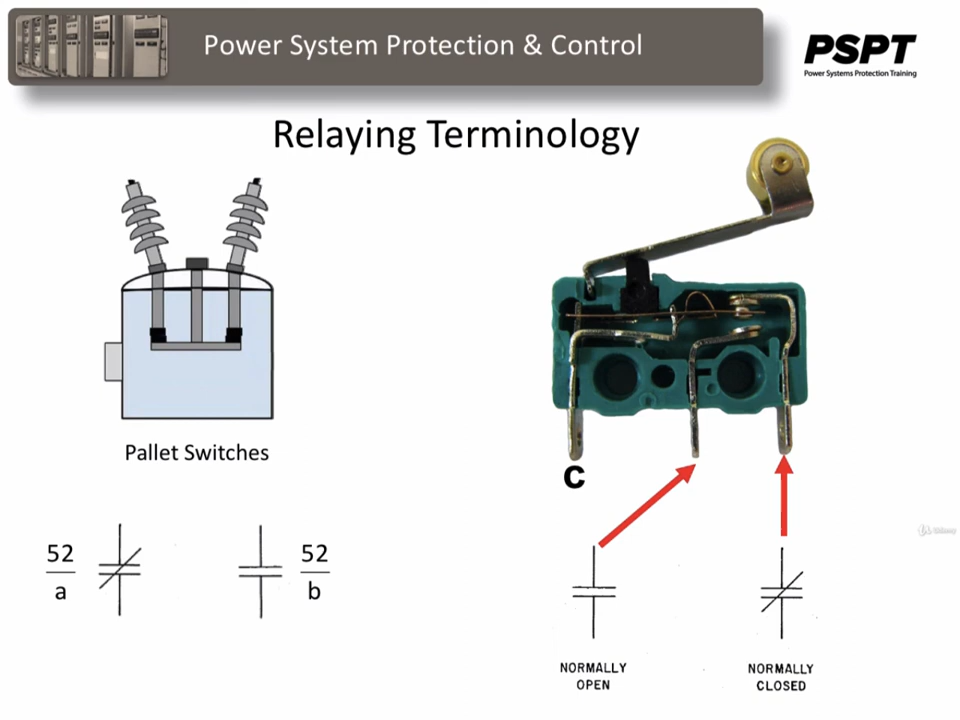 Power System Protection & Control
PSPT
Power Systems Protection Training
Relaying Terminology
Pallet Switches
C
52
a
52
b
NORMALLY
OPEN
NORMALLY
CLOSED